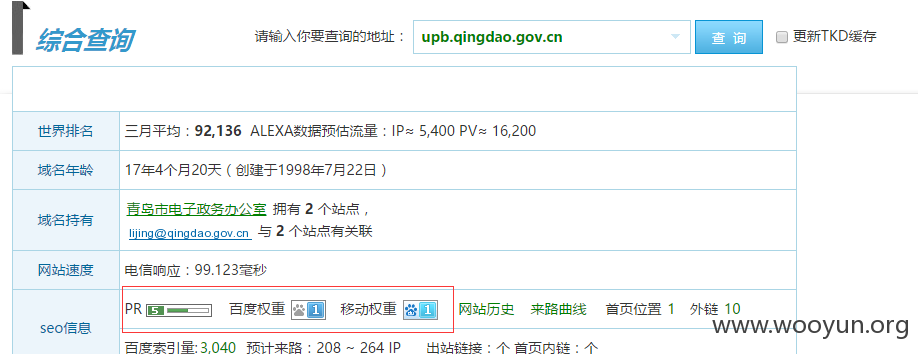 综合查询 请输入你要查询的地址： upb.qingdao.gov.cn 查 询 更新TKD缓存
世界排名 三月平均：92,136 ALEXA数据预估流量：IP≈ 5,400 PV≈ 16,200
域名年龄 17年4个月20天（创建于1998年7月22日）
域名持有 青岛市电子政务办公室 拥有 2 个站点，
lijing@qingdao.gov.cn 与 2 个站点有关联
网站速度 电信响应：99.123毫秒
seo信息 PR 5 百度权重 1 移动权重 1 网站历史 来路曲线 首页位置 1 外链 10
www.wooyun.org
百度索引量: 3,040 预计来路：208 ~ 264 IP 出站链接：个 首页内链：个